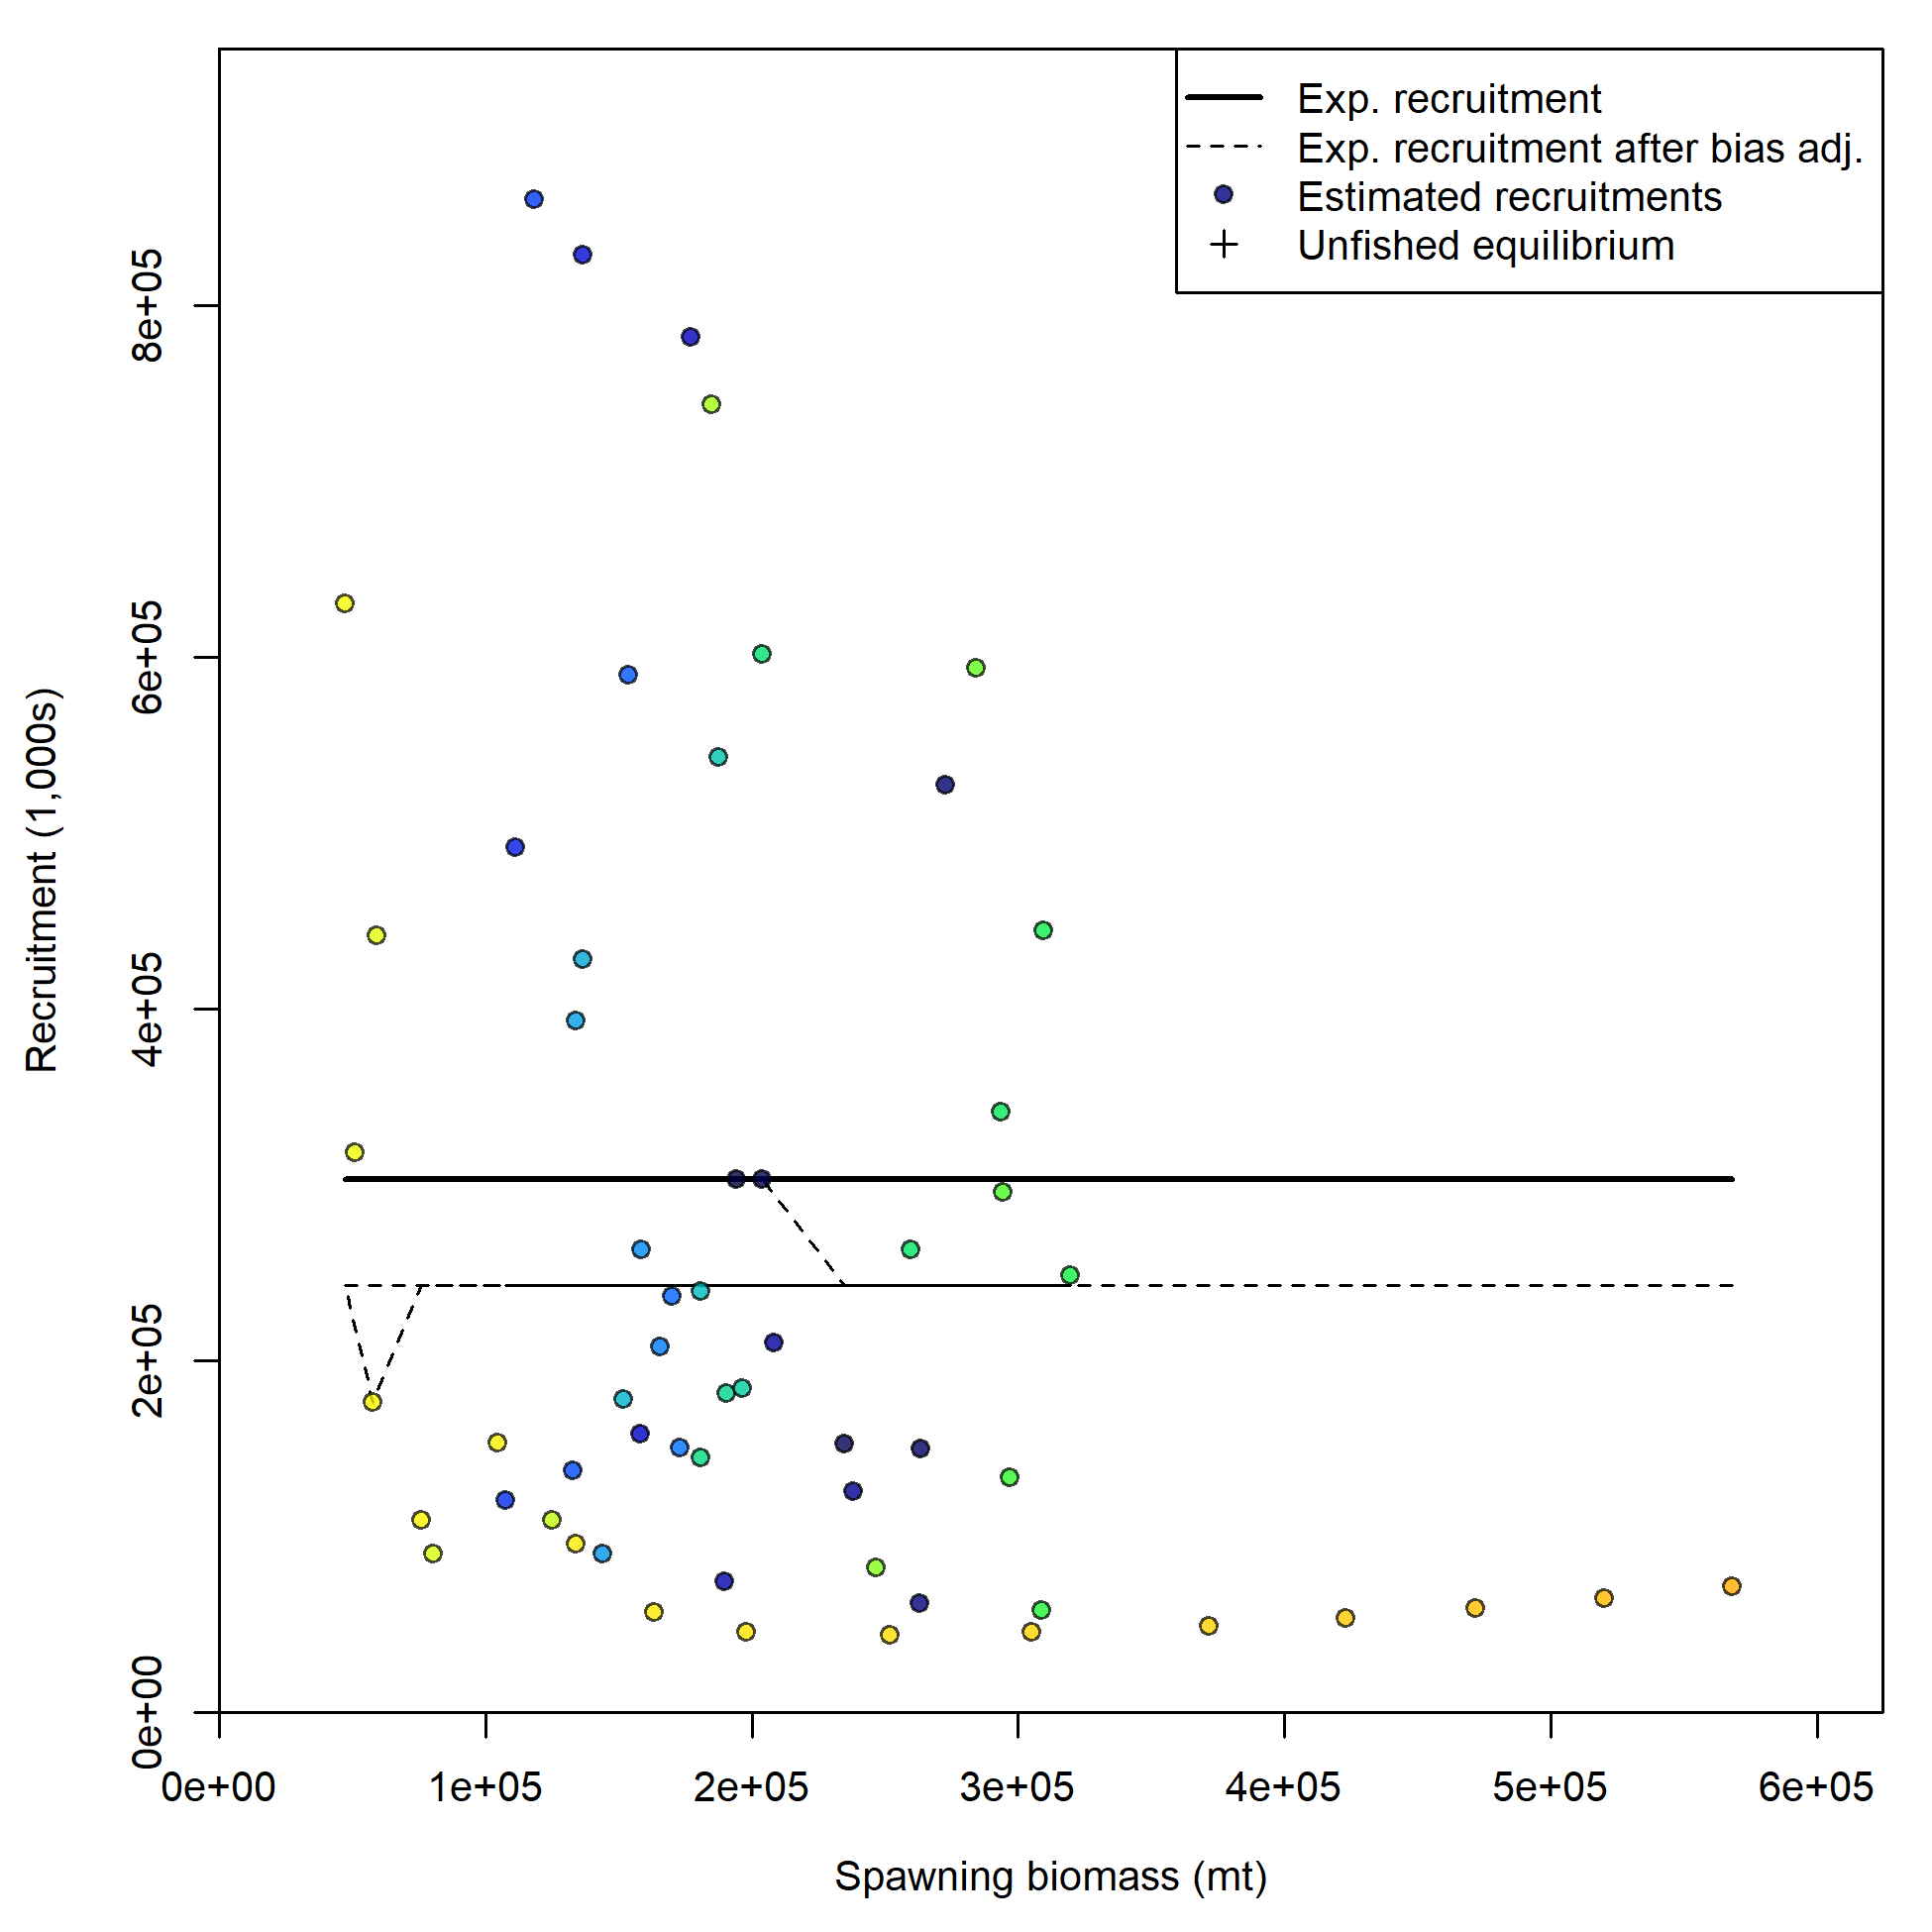 Exp. recruitment
Exp. recruitment after bias adj.
Estimated recruitments
Unfished equilibrium
Recruitment (1,000s)
8e+05
6e+05
4e+05
2e+05
0e+00
0e+00 1e+05 2e+05 3e+05 4e+05 5e+05 6e+05
Spawning biomass (mt)